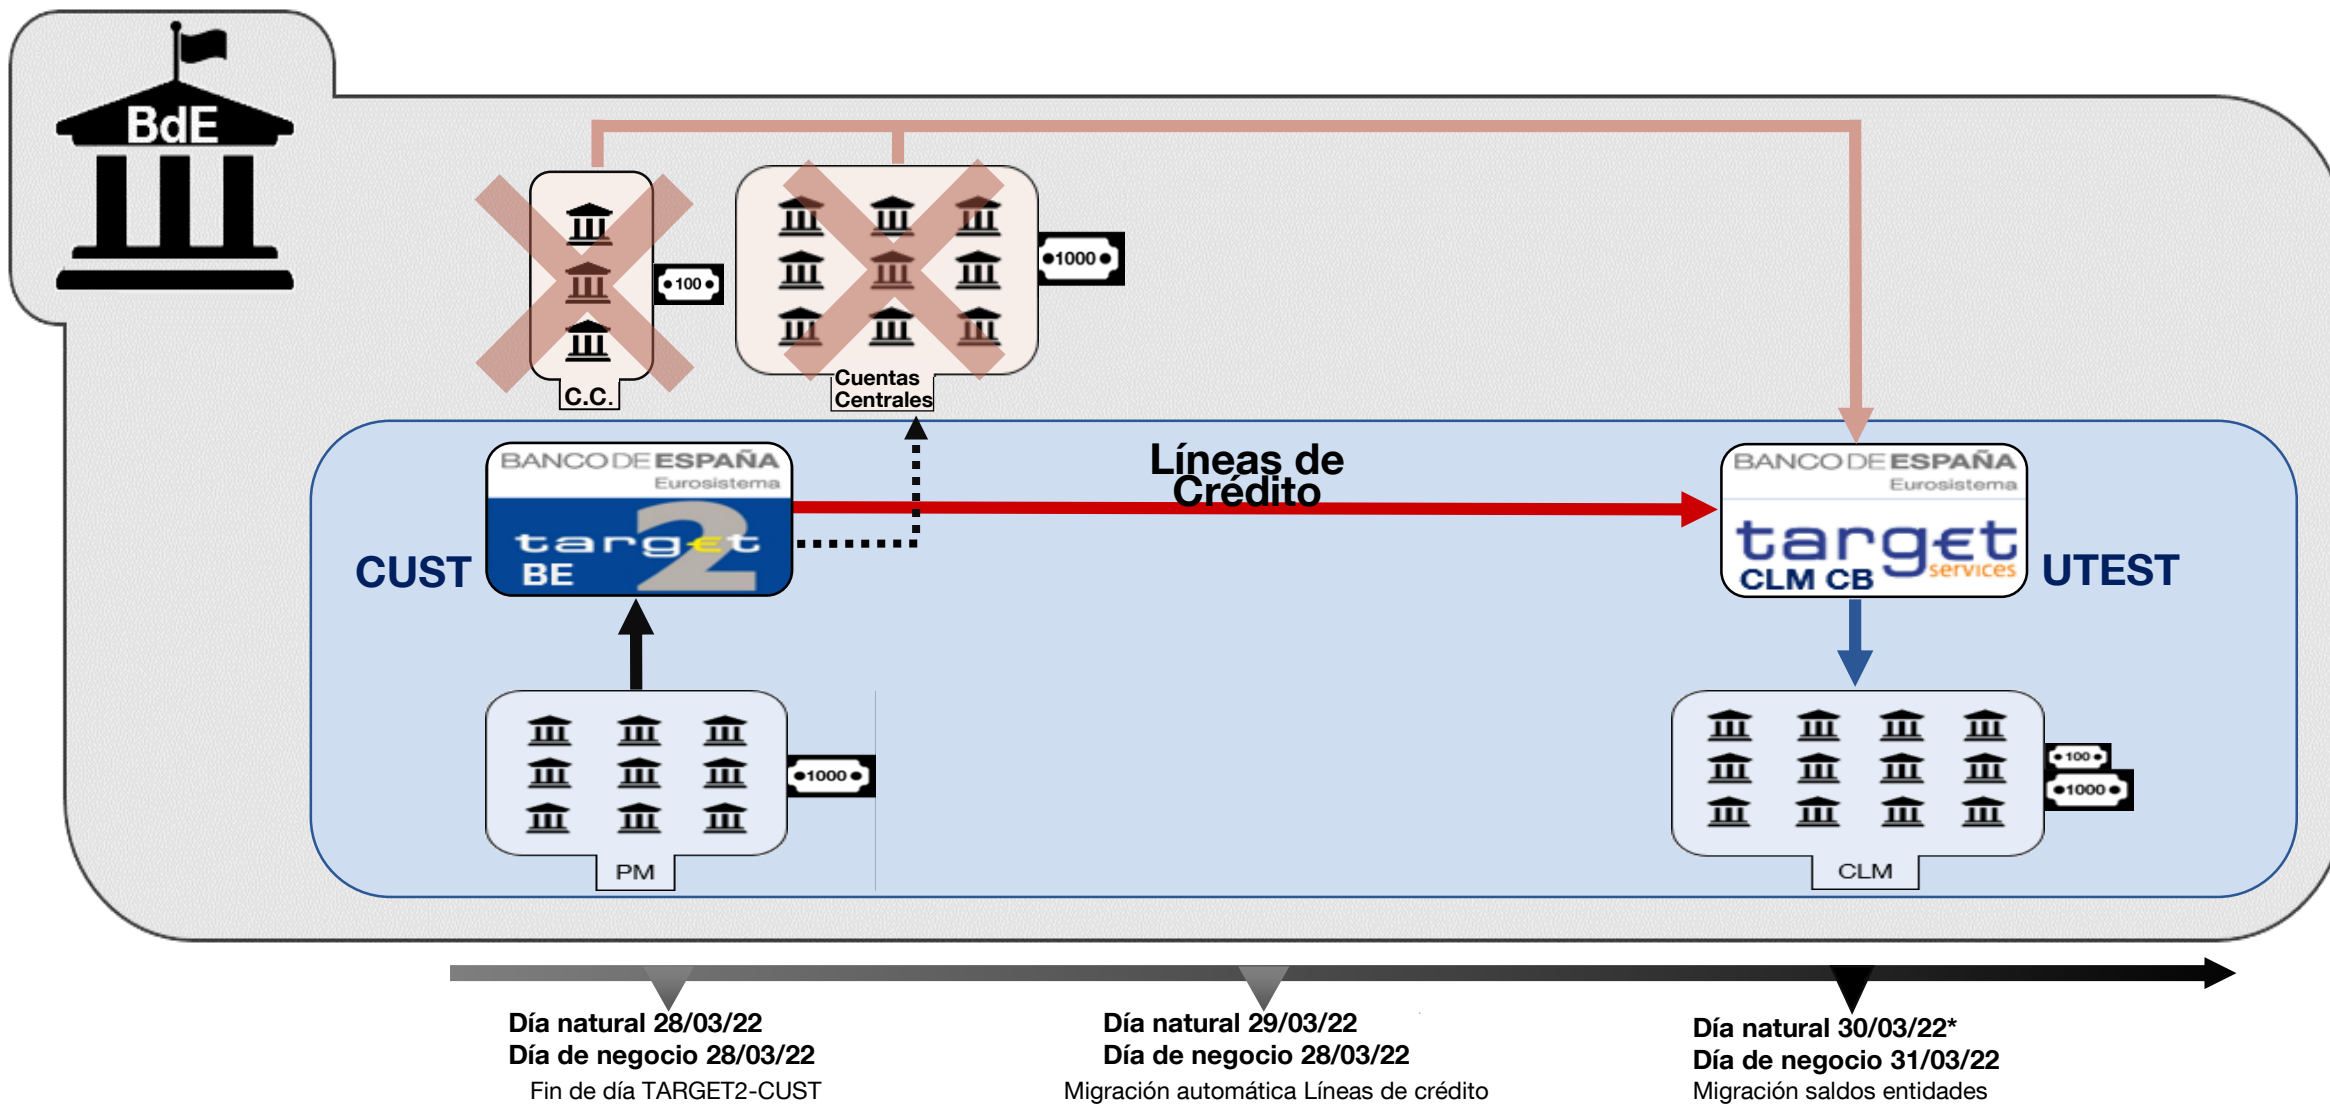 BdE
100
1000
C.C.
Cuentas
Centrales
BANCO DE ESPAÑA
Eurosistema
target2
BE
CUST
Líneas de
Crédito
BANCO DE ESPAÑA
Eurosistema
target
services
CLM CB
UTEST
1000
PM
100
1000
CLM
Día natural 28/03/22
Día de negocio 28/03/22
Fin de día TARGET2-CUST
Día natural 29/03/22
Día de negocio 28/03/22
Migración automática Líneas de crédito
Día natural 30/03/22*
Día de negocio 31/03/22
Migración saldos entidades